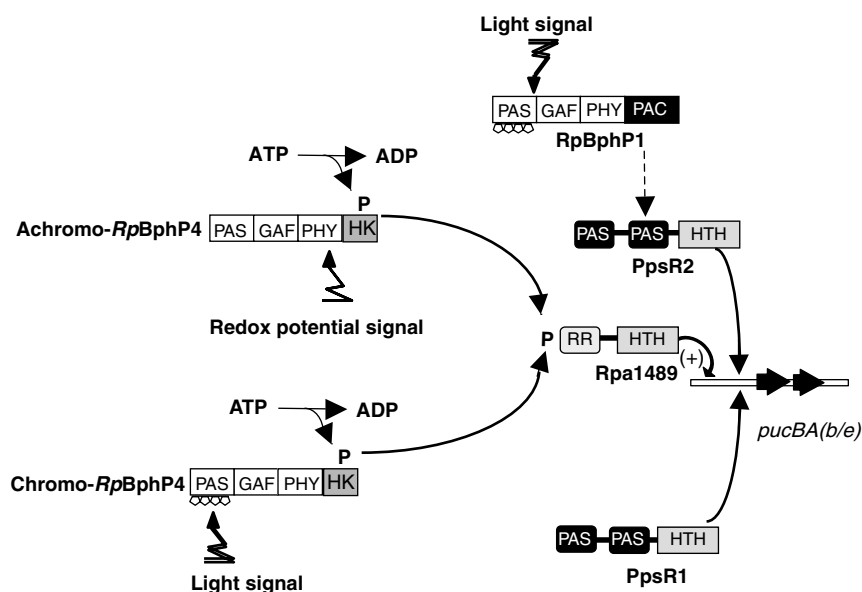 Light signal
PAS GAF PHY PAC
RpBphP1
ATP ADP
P
Achromo-RpBphP4 PAS GAF PHY HK
PAS PAS HTH
PpsR2
Redox potential signal
P RR HTH (+)
Rpa1489
pucBA(b/e)
ATP ADP
P
Chromo-RpBphP4 PAS GAF PHY HK
Light signal
PAS PAS HTH
PpsR1